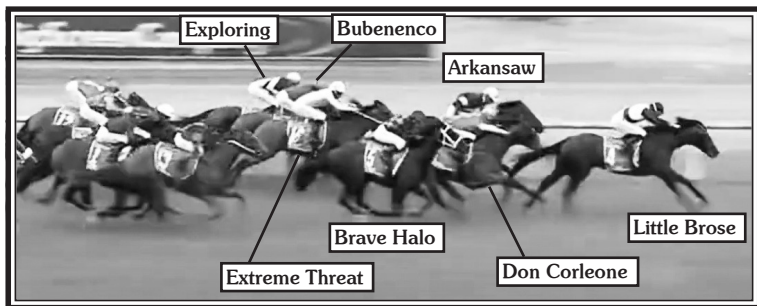 Exploring
Bubenenco
Arkansaw
Brave Halo
Little Brose
Extreme Threat
Don Corleone